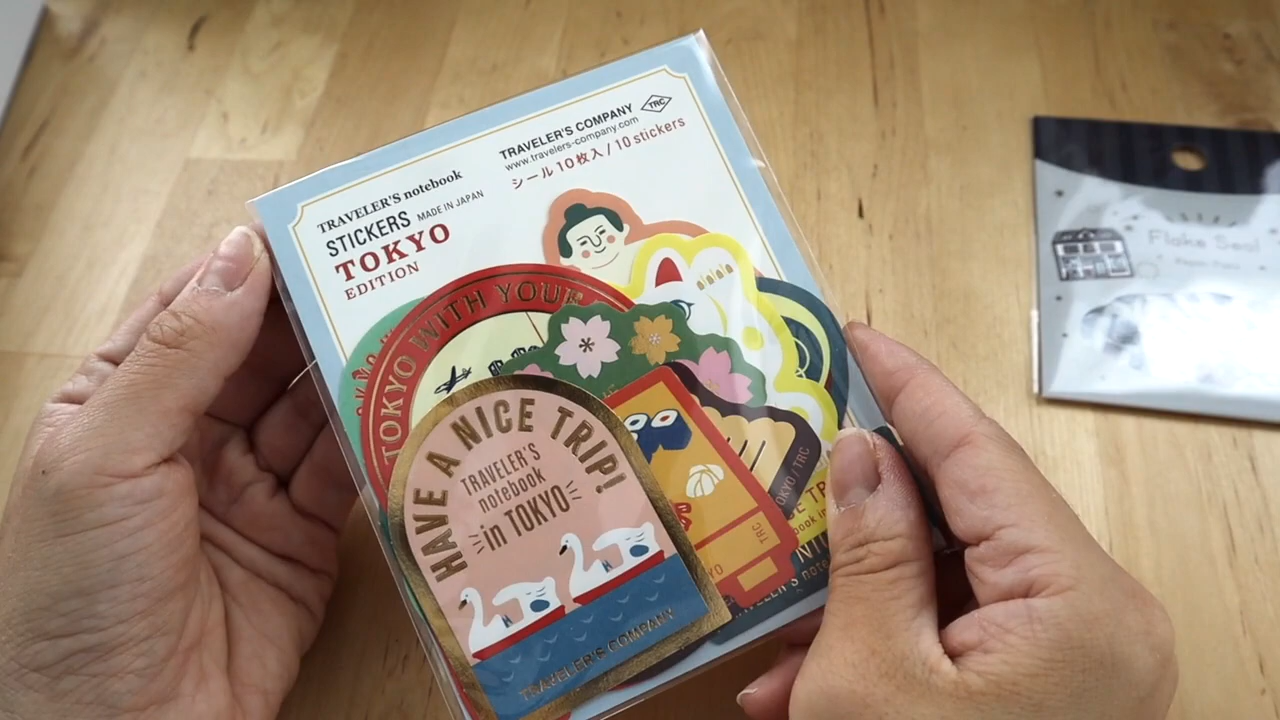 TRAVELER'S COMPANY TRC
www.travelers-company.com
シール10枚入/10 stickers
TRAVELER'S notebook
STICKERS MADE IN JAPAN
TOKYO
EDITION
TOKYO WITH YOUR
HAVE A NICE TRIP!
TRAVELER'S
notebook
in TOKYO
TRAVELER'S COMPANY
TRC
OKYO / TRC
Flake Seal